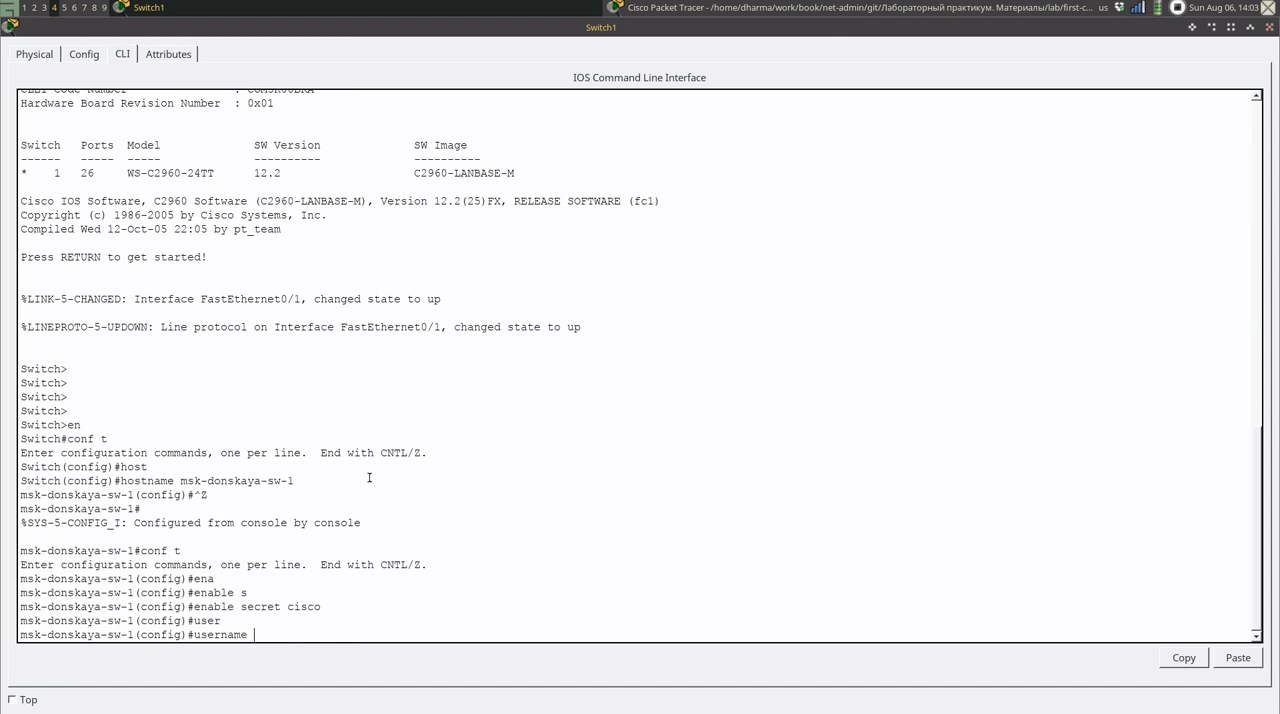 1 2 3 4 5 6 7 8 9 Switch1 Cisco Packet Tracer - /home/dharma/work/book/net-admin/git/Лабораторный практикум. Материалы/lab/first-c... us Sun Aug 06, 14:03
Switch1
Physical Config CLI Attributes
IOS Command Line Interface
Hardware Board Revision Number : 0x01
Switch Ports Model SW Version SW Image
------ ----- ----- ---------- ----------
* 1 26 WS-C2960-24TT 12.2 C2960-LANBASE-M
Cisco IOS Software, C2960 Software (C2960-LANBASE-M), Version 12.2(25)FX, RELEASE SOFTWARE (fc1)
Copyright (c) 1986-2005 by Cisco Systems, Inc.
Compiled Wed 12-Oct-05 22:05 by pt_team
Press RETURN to get started!
%LINK-5-CHANGED: Interface FastEthernet0/1, changed state to up
%LINEPROTO-5-UPDOWN: Line protocol on Interface FastEthernet0/1, changed state to up
Switch>
Switch>
Switch>
Switch>
Switch>en
Switch#conf t
Enter configuration commands, one per line. End with CNTL/Z.
Switch(config)#host
Switch(config)#hostname msk-donskaya-sw-1
msk-donskaya-sw-1(config)#^Z
msk-donskaya-sw-1#
%SYS-5-CONFIG_I: Configured from console by console
msk-donskaya-sw-1#conf t
Enter configuration commands, one per line. End with CNTL/Z.
msk-donskaya-sw-1(config)#ena
msk-donskaya-sw-1(config)#enable s
msk-donskaya-sw-1(config)#enable secret cisco
msk-donskaya-sw-1(config)#user
msk-donskaya-sw-1(config)#username
Copy Paste
Top